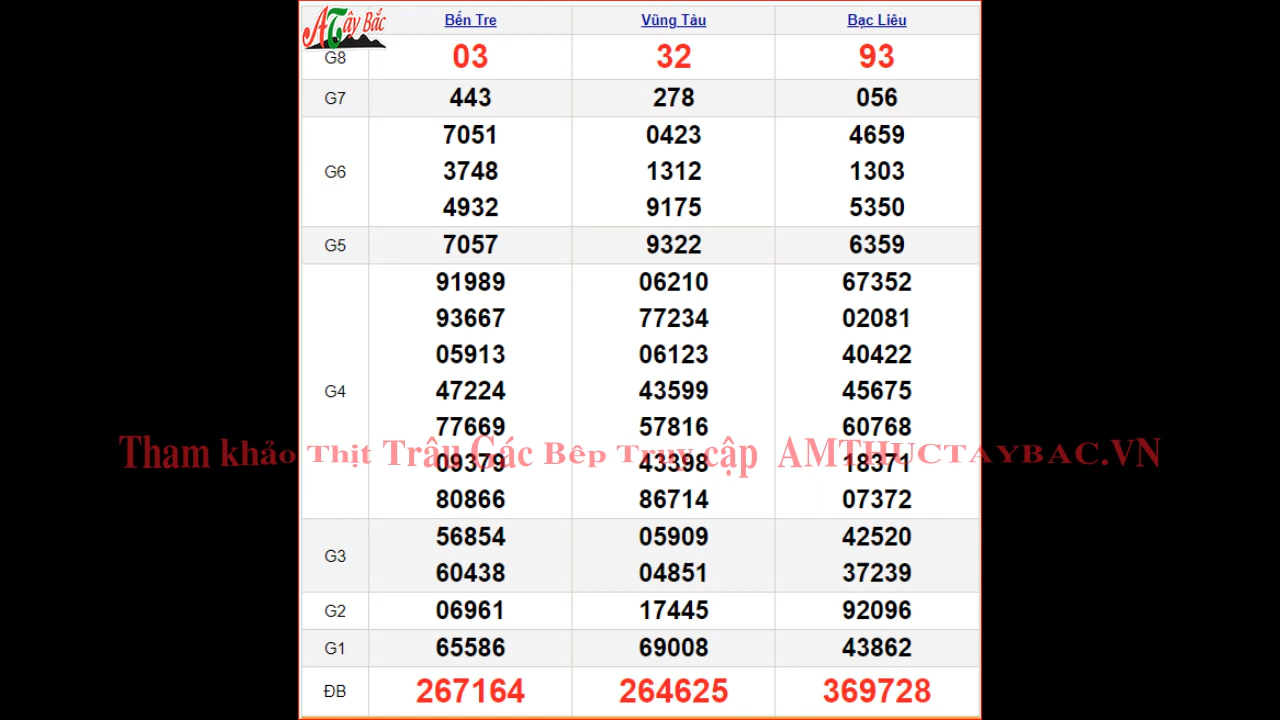 ATây Bắc
Bến Tre Vũng Tàu Bạc Liêu
G8 03 32 93
G7 443 278 056
7051 0423 4659
G6 3748 1312 1303
4932 9175 5350
G5 7057 9322 6359
91989 06210 67352
93667 77234 02081
05913 06123 40422
G4 47224 43599 45675
77669 57816 60768
Tham khảo Thịt Trâu Gác Bếp Truy cập AMTHUCTAYBAC.VN
09379 43398 18371
80866 86714 07372
56854 05909 42520
G3
60438 04851 37239
G2 06961 17445 92096
G1 65586 69008 43862
ĐB 267164 264625 369728